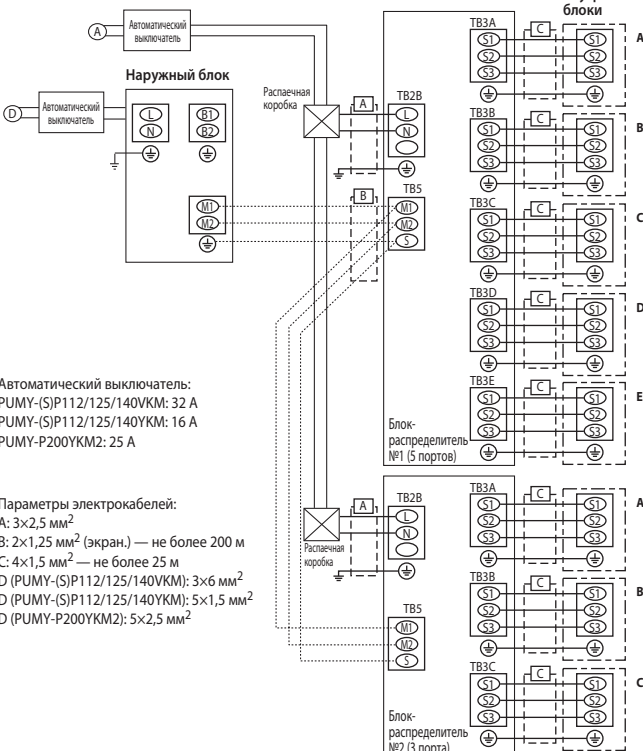 блоки
A
Автоматический
выключатель
Наружный блок
D
Автоматический
выключатель
L
N
B1
B2
M1
M2
Распаечная
коробка
A
TB2B
L
N
B
TB5
M1
M2
S
TB3A
C
S1
S2
S3
S1
S2
S3
A
TB3B
C
S1
S2
S3
S1
S2
S3
B
TB3C
C
S1
S2
S3
S1
S2
S3
C
TB3D
C
S1
S2
S3
S1
S2
S3
D
TB3E
C
S1
S2
S3
S1
S2
S3
E
Блок-
распределитель
№1 (5 портов)
Автоматический выключатель:
PUMY-(S)P112/125/140VKM: 32 А
PUMY-(S)P112/125/140YKM: 16 А
PUMY-P200YKM2: 25 А
Параметры электрокабелей:
А: 3×2,5 мм²
В: 2×1,25 мм² (экран.) — не более 200 м
С: 4×1,5 мм² — не более 25 м
D (PUMY-(S)P112/125/140VKM): 3×6 мм²
D (PUMY-(S)P112/125/140YKM): 5×1,5 мм²
D (PUMY-P200YKM2): 5×2,5 мм²
Распаечная
коробка
A
TB2B
L
N
TB5
M1
M2
S
TB3A
C
S1
S2
S3
S1
S2
S3
A
TB3B
C
S1
S2
S3
S1
S2
S3
B
TB3C
C
S1
S2
S3
S1
S2
S3
C
Блок-
распределитель
№2 (3 порта)